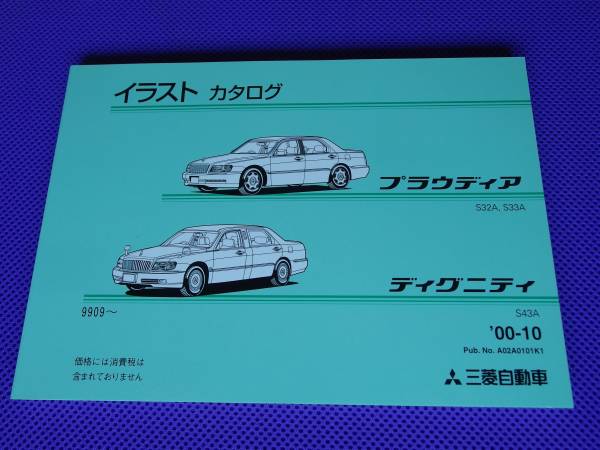 イラスト カタログ
プラウディア
S32A, S33A
ディグニティ
S43A
9909～
'00-10
Pub. No. A02A0101K1
価格には消費税は
含まれておりません
三菱自動車